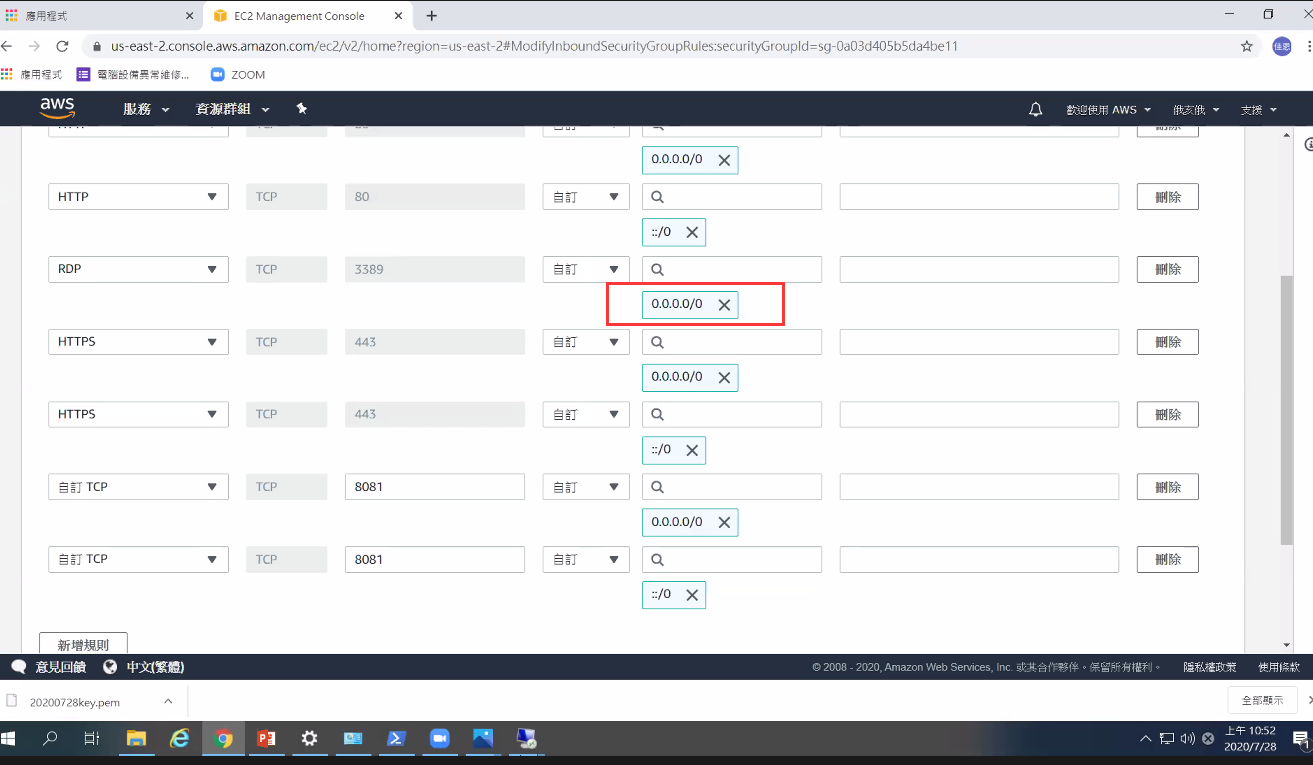 應用程式
EC2 Management Console
us-east-2.console.aws.amazon.com/ec2/v2/home?region=us-east-2#ModifyInboundSecurityGroupRules:securityGroupId=sg-0a03d405b5da4be11
佳恩
應用程式 電腦設備異常維修... ZOOM
aws 服務 資源群組 歡迎使用 AWS 俄亥俄 支援
0.0.0.0/0
HTTP TCP 80 自訂 刪除
::/0
RDP TCP 3389 自訂 刪除
0.0.0.0/0
HTTPS TCP 443 自訂 刪除
0.0.0.0/0
HTTPS TCP 443 自訂 刪除
::/0
自訂 TCP TCP 8081 自訂 刪除
0.0.0.0/0
自訂 TCP TCP 8081 自訂 刪除
::/0
新增規則
意見回饋 中文(繁體) © 2008 - 2020, Amazon Web Services, Inc. 或其合作夥伴。保留所有權利。 隱私權政策 使用條款
20200728key.pem 全部顯示
上午 10:52
2020/7/28
1